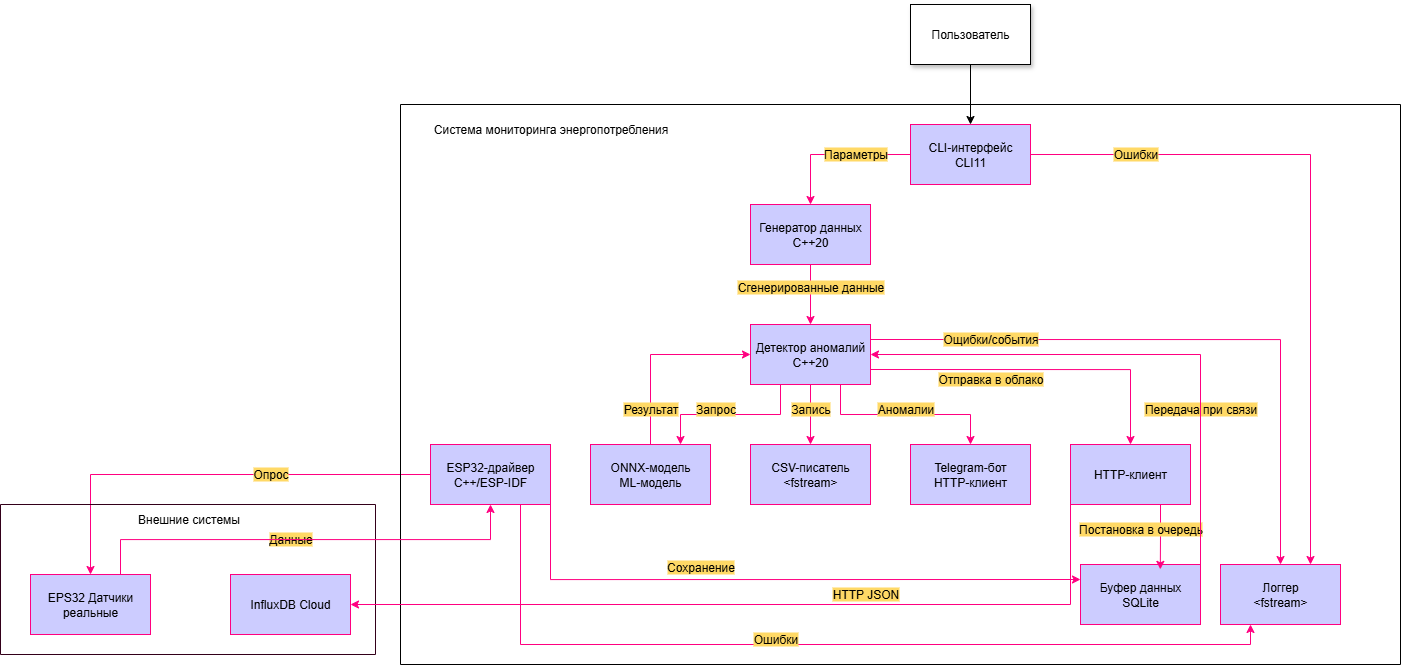 Пользователь
Система мониторинга энергопотребления
CLI-интерфейс
CLI11
Параметры
Ошибки
Генератор данных
C++20
Сгенерированные данные
Детектор аномалий
C++20
Ощибки/события
Отправка в облако
Результат
Запрос
Запись
Аномалии
Передача при связи
ESP32-драйвер
C++/ESP-IDF
ONNX-модель
ML-модель
CSV-писатель
<fstream>
Telegram-бот
HTTP-клиент
HTTP-клиент
Опрос
Внешние системы
Данные
Постановка в очередь
Сохранение
EPS32 Датчики
реальные
InfluxDB Cloud
HTTP JSON
Буфер данных
SQLite
Логгер
<fstream>
Ошибки